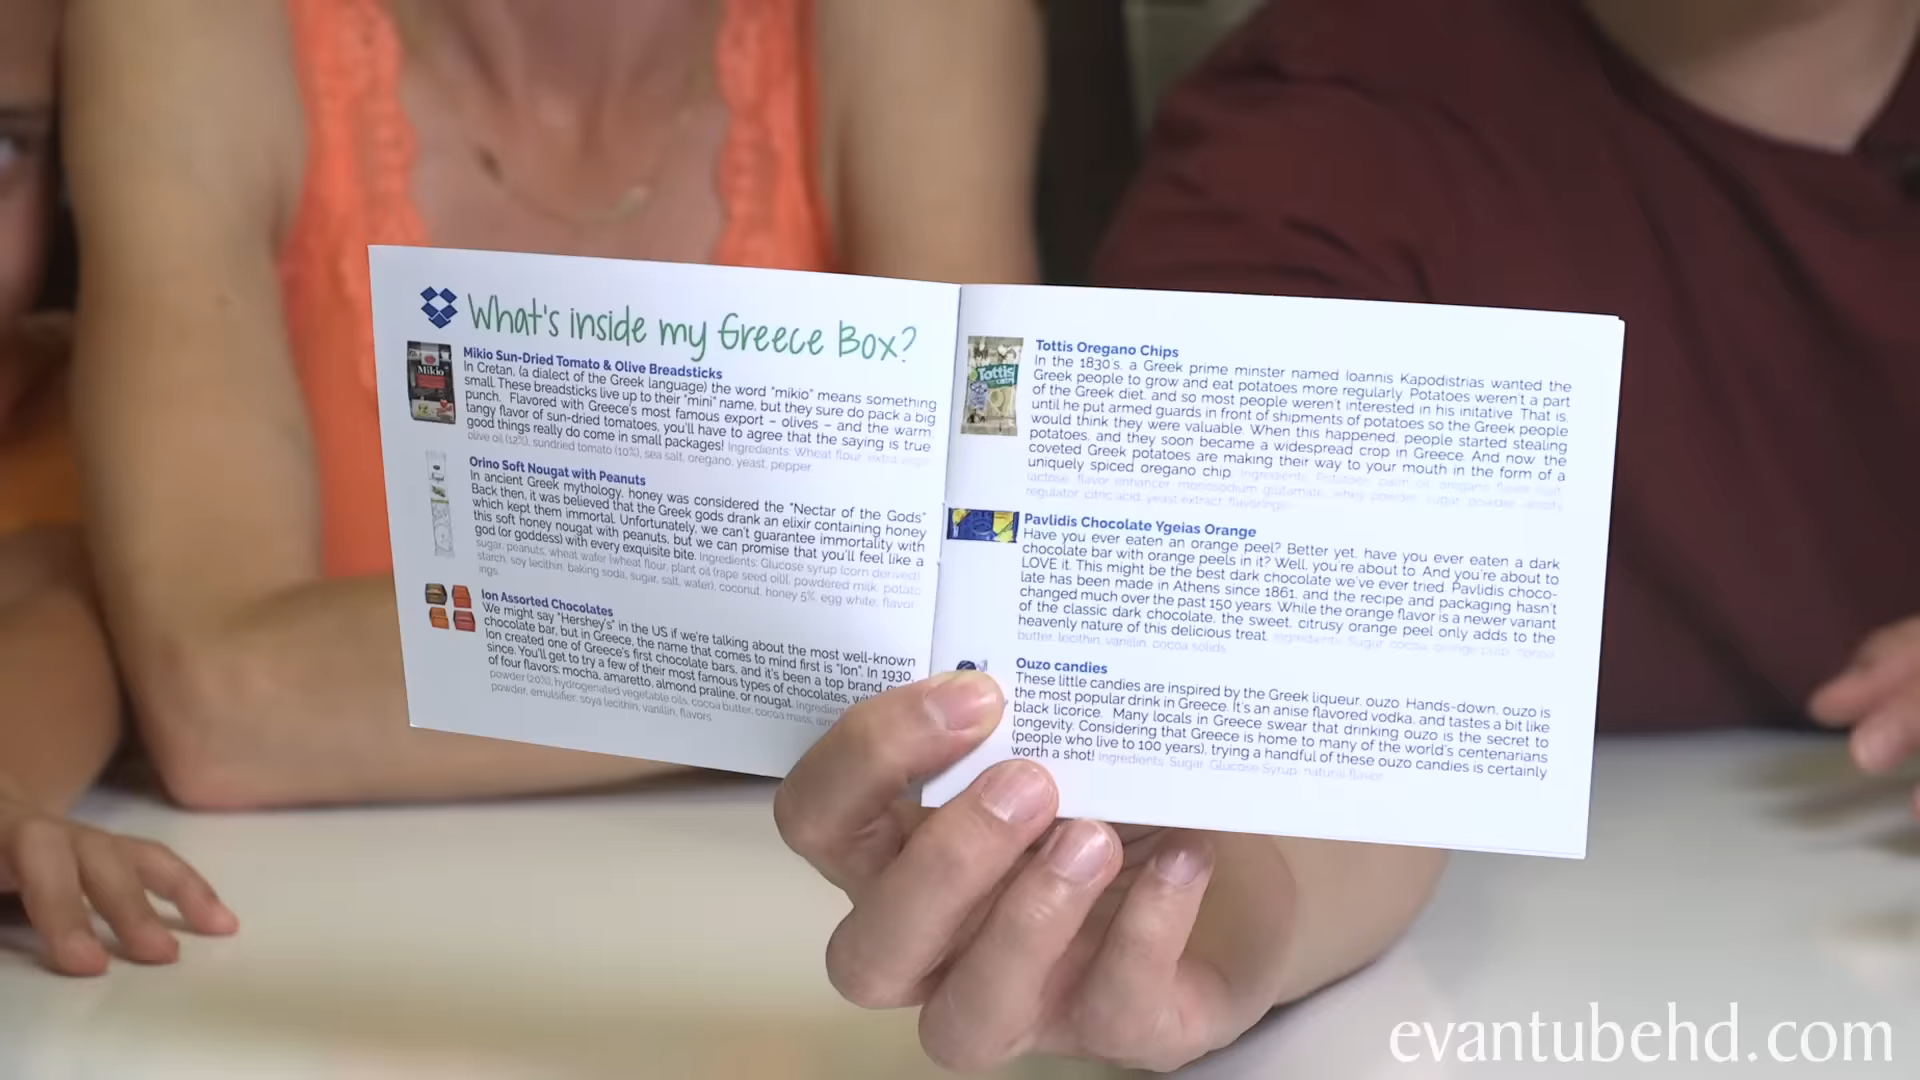 What's inside my Greece Box?
Mikio Sun-Dried Tomato & Olive Breadsticks
In Cretan, (a dialect of the Greek language) the word "mikio" means something
small. These breadsticks live up to their "mini" name, but they sure do pack a big
punch. Flavored with Greece's most famous export – olives – and the warm,
tangy flavor of sun-dried tomatoes, you'll have to agree that the saying is true
good things really do come in small packages! Ingredients: Wheat flour, extra virgin
olive oil (12%), sundried tomato (10%), sea salt, oregano, yeast, pepper
Orino Soft Nougat with Peanuts
In ancient Greek mythology, honey was considered the "Nectar of the Gods"
Back then, it was believed that the Greek gods drank an elixir containing honey
which kept them immortal. Unfortunately, we can't guarantee immortality with
this soft honey nougat with peanuts, but we can promise that you'll feel like a
god (or goddess) with every exquisite bite. Ingredients: Glucose syrup (corn derived)
sugar, peanuts, wheat wafer (wheat flour, plant oil (rape seed oil), powdered milk, potato
starch, soy lecithin, baking soda, sugar, salt, water), coconut, honey 5%, egg white, flavor-
ings.
Ion Assorted Chocolates
We might say "Hershey's" in the US if we're talking about the most well-known
chocolate bar, but in Greece, the name that comes to mind first is "Ion". In 1930,
Ion created one of Greece's first chocolate bars, and it's been a top brand
since. You'll get to try a few of their most famous types of chocolates,
of four flavors: mocha, amaretto, almond praline, or nougat.
powder (20%), hydrogenated vegetable oils, cocoa butter, cocoa mass,
powder, emulsifier, soya lecithin, vanillin, flavors
Mikio
Tottis
Tottis Oregano Chips
In the 1830's, a Greek prime minster named Ioannis Kapodistrias wanted the
Greek people to grow and eat potatoes more regularly. Potatoes weren't a part
of the Greek diet, and so most people weren't interested in his initative. That is,
until he put armed guards in front of shipments of potatoes so the Greek people
would think they were valuable. When this happened, people started stealing
potatoes, and they soon became a widespread crop in Greece. And now the
coveted Greek potatoes are making their way to your mouth in the form of a
uniquely spiced oregano chip. Ingredients: Potatoes, palm oil, oregano
lactose, flavor enhancer monosodium glutamate, whey powder, sugar, powder
regulator citric acid, yeast extract, flavorings
Pavlidis Chocolate Ygeias Orange
Have you ever eaten an orange peel? Better yet, have you ever eaten a dark
chocolate bar with orange peels in it? Well, you're about to. And you're about to
LOVE it. This might be the best dark chocolate we've ever tried. Pavlidis choco-
late has been made in Athens since 1861, and the recipe and packaging hasn't
changed much over the past 150 years. While the orange flavor is a newer variant
of the classic dark chocolate, the sweet, citrusy orange peel only adds to the
heavenly nature of this delicious treat. Ingredients: Sugar, cocoa, orange pulp, cocoa
butter, lecithin, vanillin, cocoa solids.
Ouzo candies
These little candies are inspired by the Greek liqueur, ouzo. Hands-down, ouzo is
the most popular drink in Greece. It's an anise flavored vodka, and tastes a bit like
black licorice. Many locals in Greece swear that drinking ouzo is the secret to
longevity. Considering that Greece is home to many of the world's centenarians
(people who live to 100 years), trying a handful of these ouzo candies is certainly
worth a shot! Ingredients: Sugar, Glucose Syrup, natural flavor
evantubehd.com